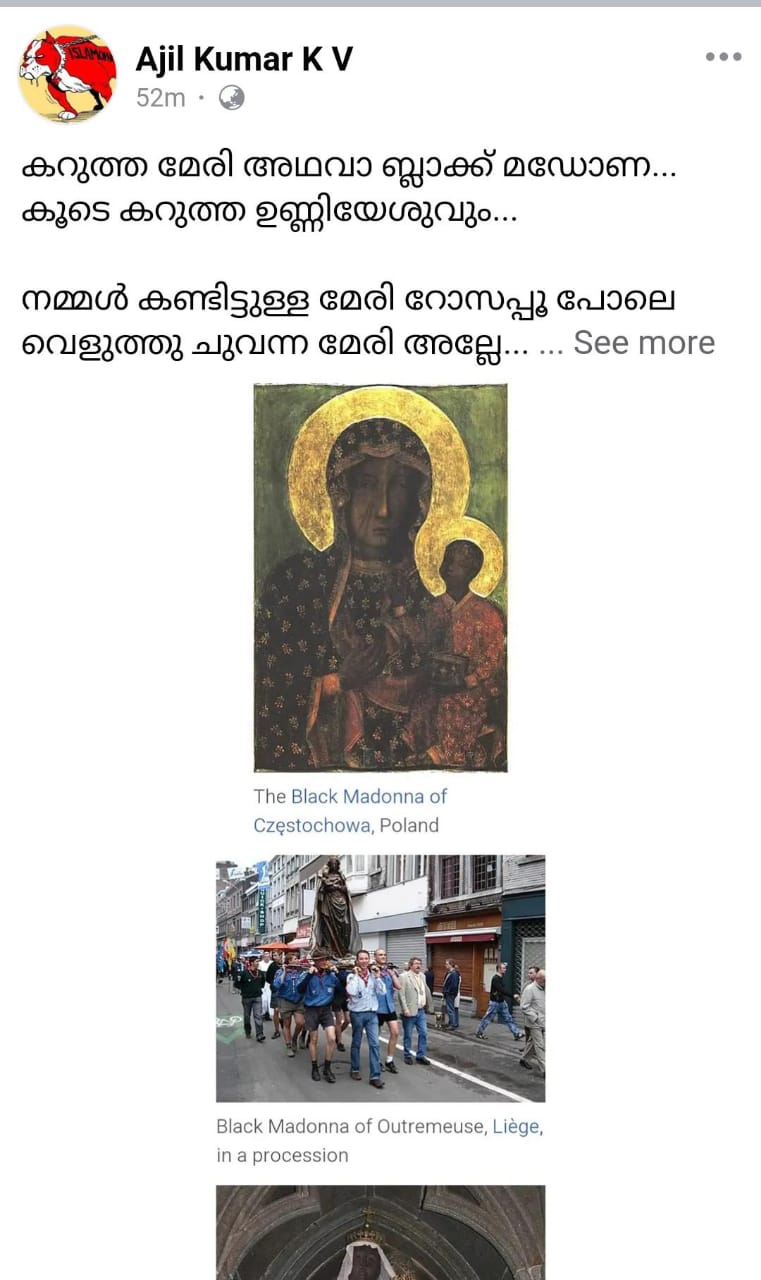 ISLAMOPH
Ajil Kumar K V
52m ·
കറുത്ത മേരി അഥവാ ബ്ലാക്ക് മഡോണ...
കൂടെ കറുത്ത ഉണ്ണിയേശുവും...
നമ്മൾ കണ്ടിട്ടുള്ള മേരി റോസപ്പൂ പോലെ
വെളുത്തു ചുവന്ന മേരി അല്ലേ... ... See more
The Black Madonna of
Częstochowa, Poland
Black Madonna of Outremeuse, Liège,
in a procession